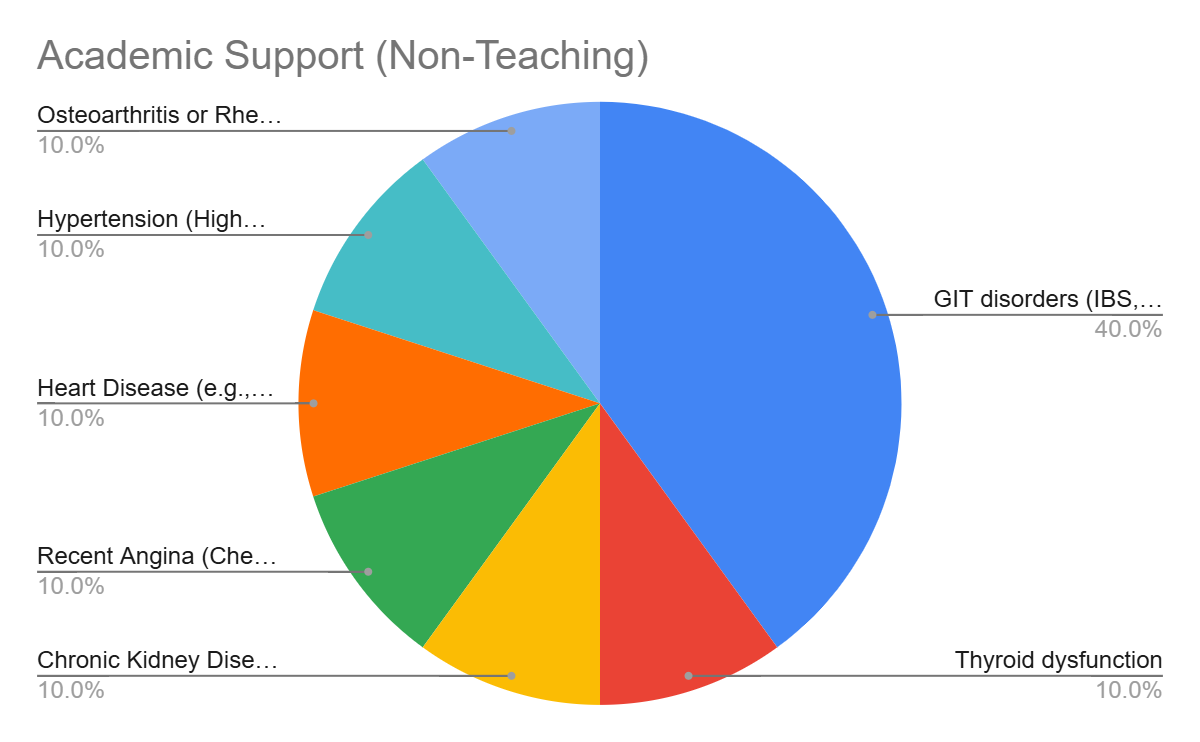 Academic Support (Non-Teaching)
Osteoarthritis or Rhe…
10.0%
Hypertension (High…
10.0%
Heart Disease (e.g.,…
10.0%
Recent Angina (Che…
10.0%
Chronic Kidney Dise…
10.0%
GIT disorders (IBS,…
40.0%
Thyroid dysfunction
10.0%